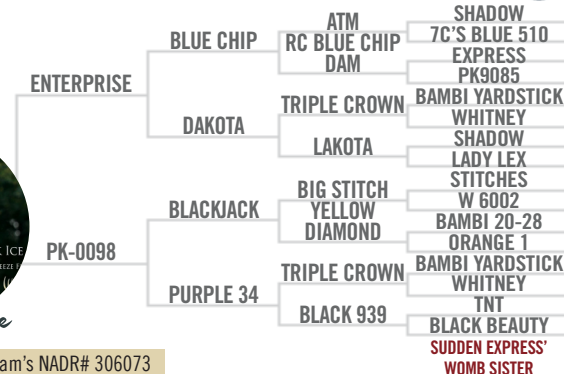 SHADOW
ATM
7C'S BLUE 510
BLUE CHIP
RC BLUE CHIP
DAM
EXPRESS
PK9085
ENTERPRISE
BAMBI YARDSTICK
TRIPLE CROWN
WHITNEY
DAKOTA
SHADOW
LAKOTA
LADY LEX
STITCHES
BIG STITCH
W 6002
BLACKJACK
YELLOW
DIAMOND
BAMBI 20-28
ORANGE 1
PK-0098
BAMBI YARDSTICK
TRIPLE CROWN
WHITNEY
PURPLE 34
TNT
BLACK 939
BLACK BEAUTY
SUDDEN EXPRESS'
WOMB SISTER
ICE
am's NADR# 306073